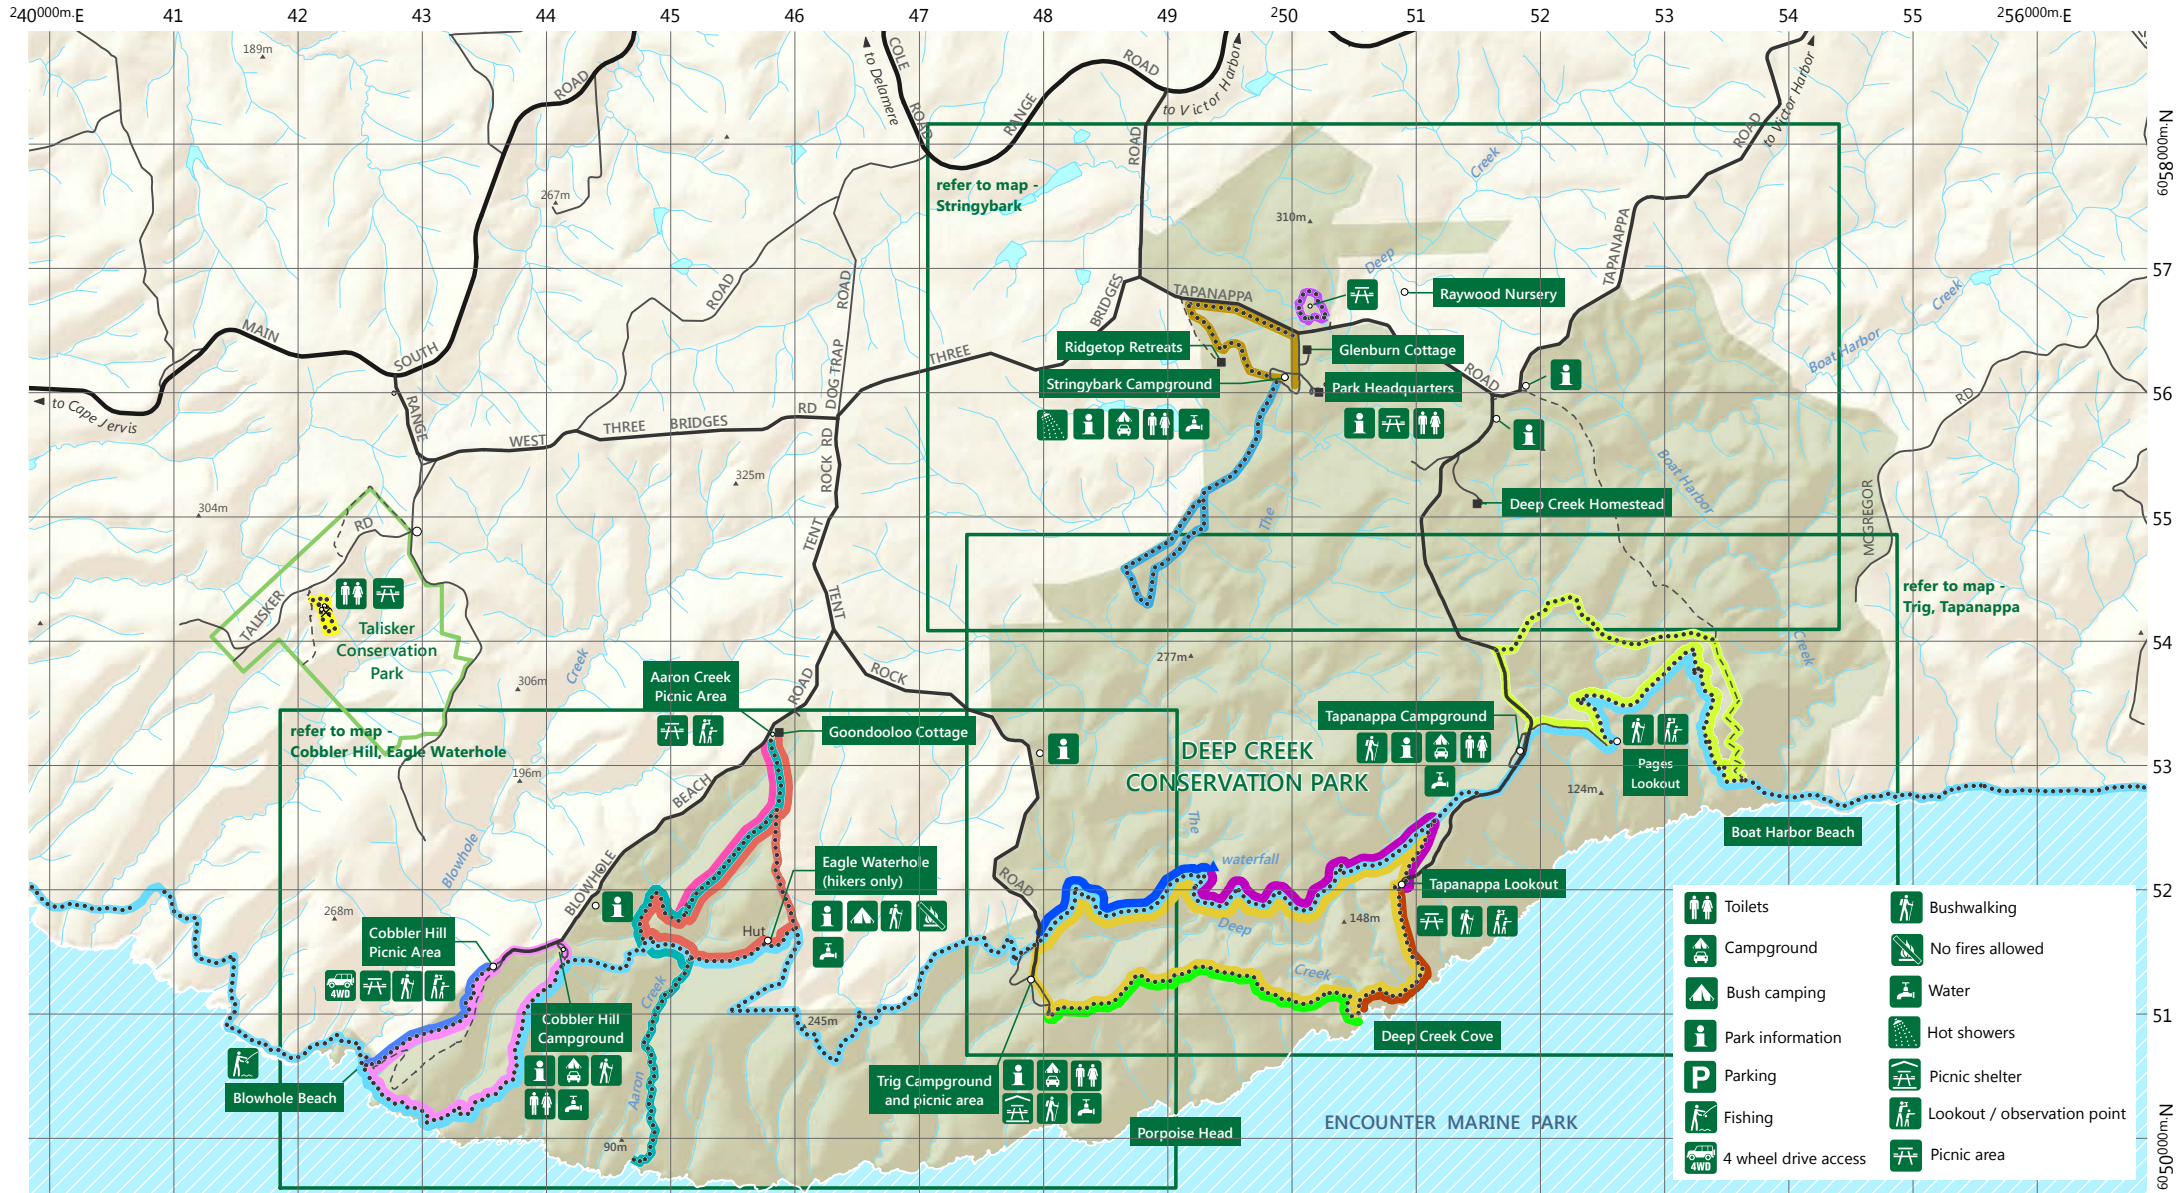 240000m.E 41 42 43 44 45 46 47 48 49 250 51 52 53 54 55 256000m.E
6058000m.N
57
56
55
54
53
52
51
6050000m.N
189m
ROAD
to Delamere
COLE
ROAD
RANGE
ROAD
to Victor Harbor
ROAD
ROAD
to Victor Harbor
267m
refer to map -
Stringybark
310m
Creek
Deep
TAPANAPPA
ROAD
ROAD
BRIDGES
TAPANAPPA
Raywood Nursery
Creek
Boat Harbor
MAIN
SOUTH
DOG TRAP
THREE
Ridgetop Retreats
Glenburn Cottage
Stringybark Campground
Park Headquarters
ROAD
RD
to Cape Jervis
RANGE
WEST
THREE
BRIDGES
RD
ROCK RD
325m
Boat Harbor
Deep Creek Homestead
304m
RD
TENT
The
MCGREGOR
TALISKER
Talisker
Conservation
Park
TENT
refer to map -
Trig, Tapanappa
Creek
306m
Creek
Aaron Creek
Picnic Area
ROAD
ROCK
277m
refer to map -
Cobbler Hill, Eagle Waterhole
Goondooloo Cottage
Tapanappa Campground
DEEP CREEK
CONSERVATION PARK
Pages
Lookout
196m
BEACH
124m
The
Boat Harbor Beach
Blowhole
BLOWHOLE
Eagle Waterhole
(hikers only)
waterfall
ROAD
Tapanappa Lookout
268m
148m
Cobbler Hill
Picnic Area
Hut
Deep
Creek
4WD
Creek
Cobbler Hill
Campground
245m
Deep Creek Cove
Blowhole Beach
Aaron
Trig Campground
and picnic area
90m
Porpoise Head
ENCOUNTER MARINE PARK
Toilets
Campground
Bush camping
Park information
P Parking
Fishing
4WD 4 wheel drive access
Bushwalking
No fires allowed
Water
Hot showers
Picnic shelter
Lookout / observation point
Picnic area